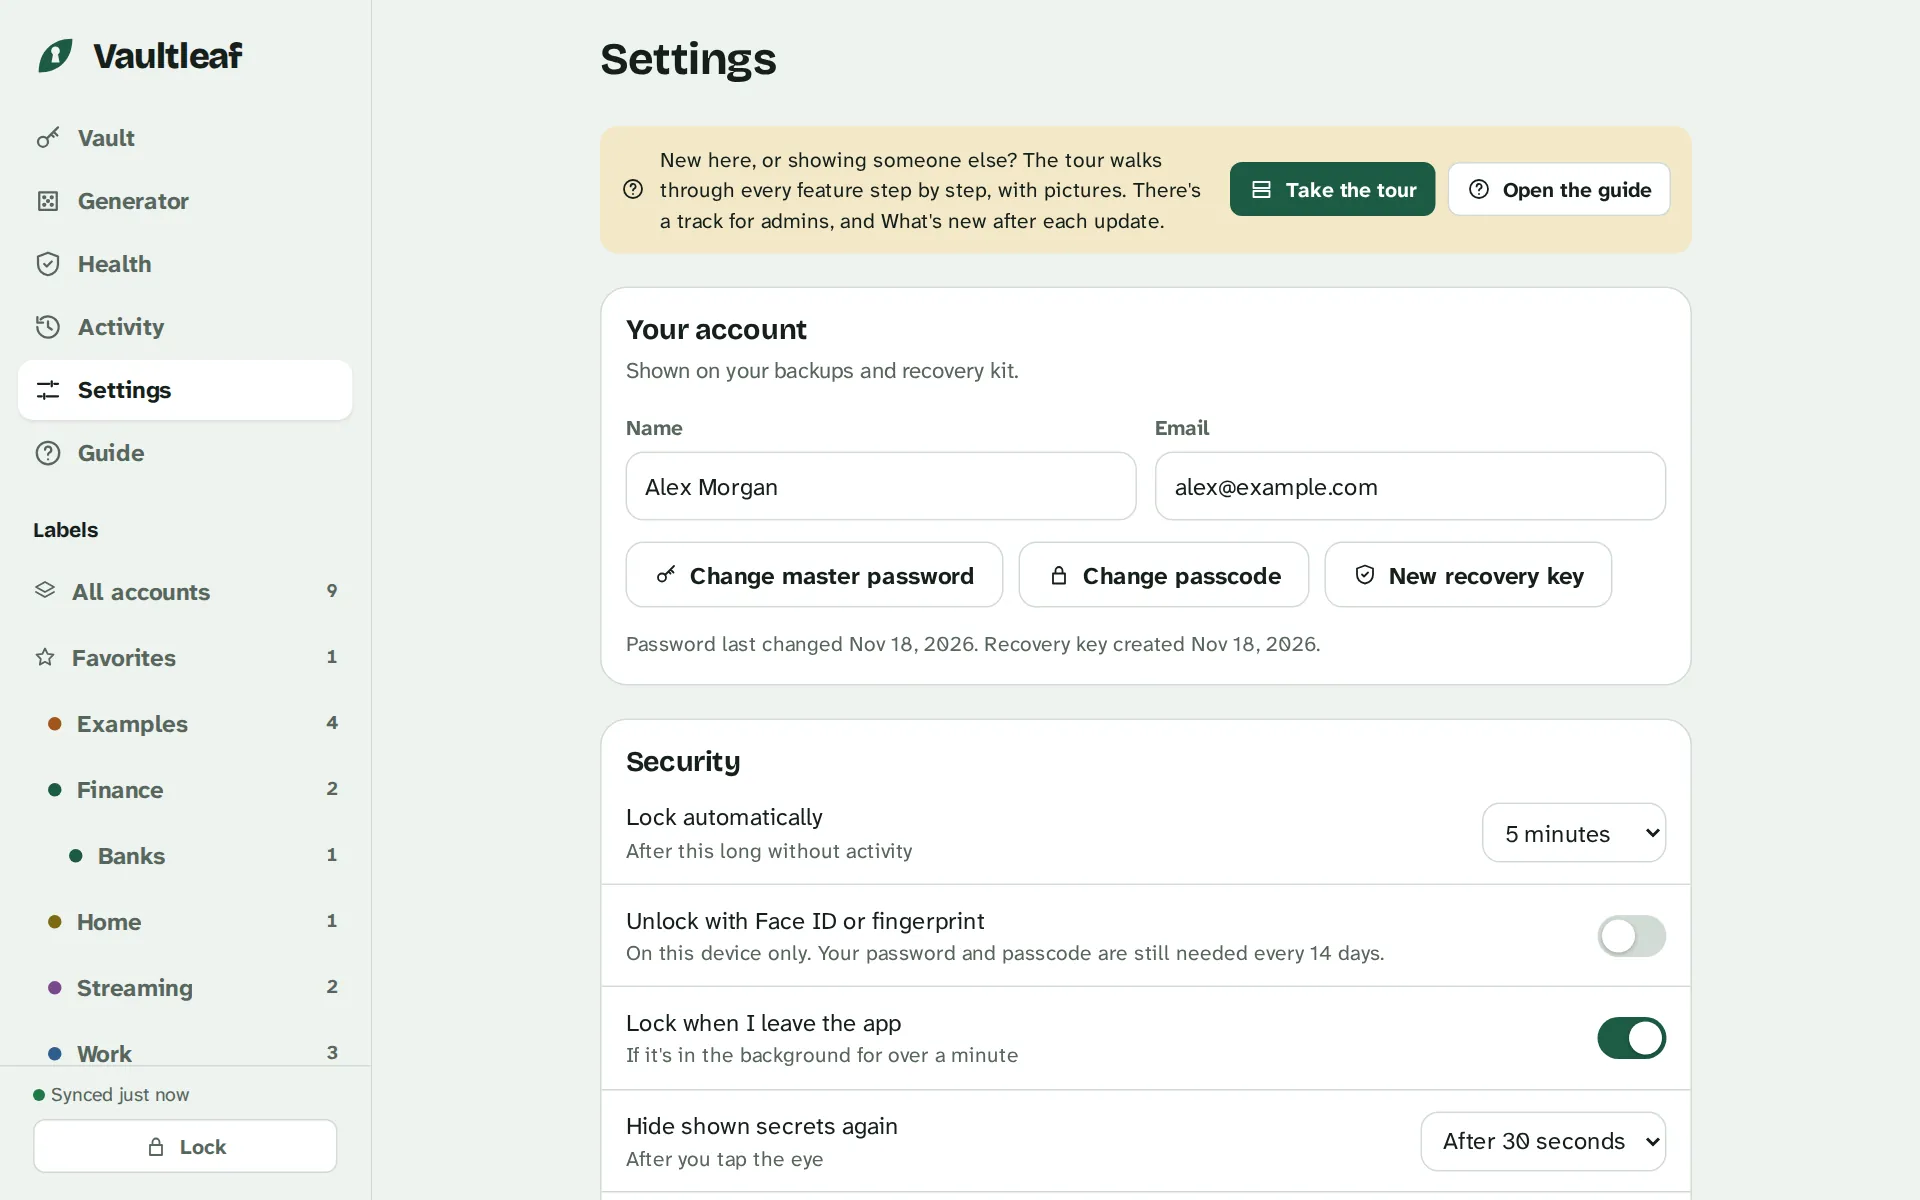 Vaultleaf
Vault
Generator
Health
Activity
Settings
Guide
Labels
All accounts 9
Favorites 1
Examples 4
Finance 2
Banks 1
Home 1
Streaming 2
Work 3
Synced just now
Lock
Settings
New here, or showing someone else? The tour walks
through every feature step by step, with pictures. There's
a track for admins, and What's new after each update.
Take the tour
Open the guide
Your account
Shown on your backups and recovery kit.
Name
Email
Alex Morgan
alex@example.com
Change master password
Change passcode
New recovery key
Password last changed Nov 18, 2026. Recovery key created Nov 18, 2026.
Security
Lock automatically
After this long without activity
5 minutes
Unlock with Face ID or fingerprint
On this device only. Your password and passcode are still needed every 14 days.
Lock when I leave the app
If it's in the background for over a minute
Hide shown secrets again
After you tap the eye
After 30 seconds